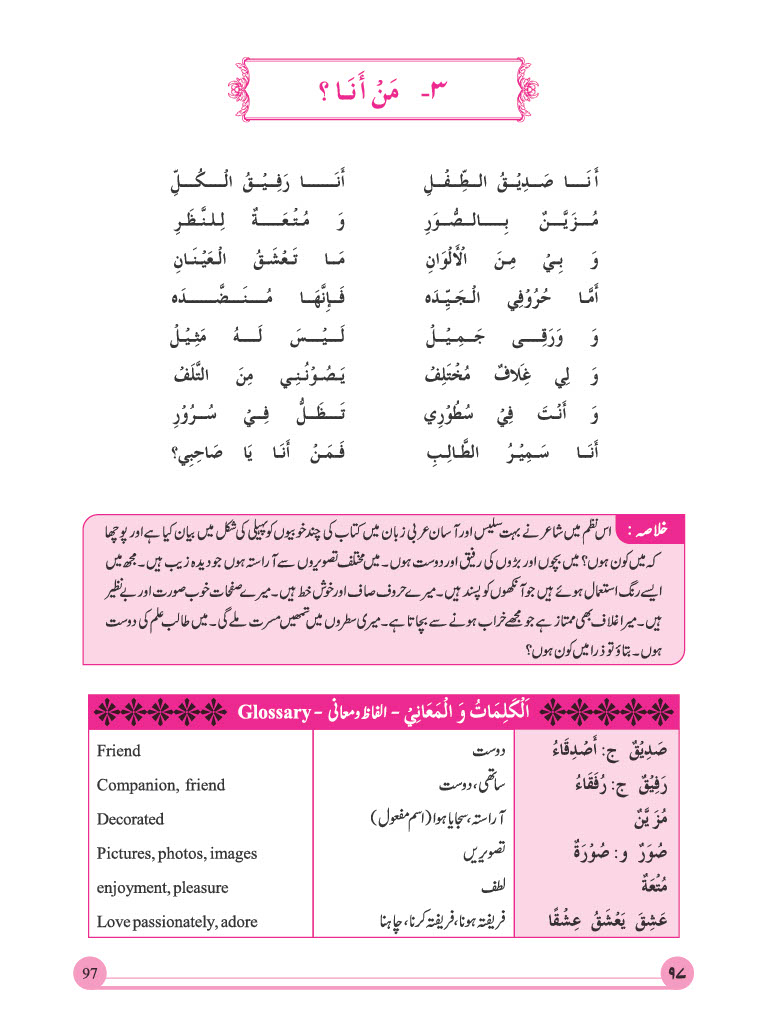 ۳- مَنْ أَنَا ؟
أَنَا صَدِيْقُ الطِّفْلِ أَنَا رَفِيْقُ الْكُلِّ
مُزَيَّنٌ بِالصُّوَرِ وَ مُتْعَةٌ لِلنَّظَرِ
وَ بِيْ مِنَ الْأَلْوَانِ مَا تَعْشَقُ الْعَيْنَانِ
أَمَّا حُرُوْفِي الْجَيِّدَه فَإِنَّهَا مُنَضَّدَه
وَ وَرَقِى جَمِيْلُ لَيْسَ لَهُ مَثِيْلُ
وَ لِي غِلَافٌ مُخْتَلِفْ يَصُوْنُنِي مِنَ التَّلَفْ
وَ أَنْتَ فِيْ سُطُوْرِي تَظَلُّ فِيْ سُرُوْرِ
أَنَا سَمِيْرُ الطَّالِبِ فَمَنْ أَنَا يَا صَاحِبِي؟
خلاصہ : اس نظم میں شاعر نے بہت سلیس اور آسان عربی زبان میں کتاب کی چند خوبیوں کو پہیلی کی شکل میں بیان کیا ہے اور پوچھا
کہ میں کون ہوں؟ میں بچوں اور بڑوں کی رفیق اور دوست ہوں۔ میں مختلف تصویروں سے آراستہ ہوں جو دیدہ زیب ہیں۔ مجھ میں
ایسے رنگ استعمال ہوئے ہیں جو آنکھوں کو پسند ہیں۔ میرے حروف صاف اور خوش خط ہیں۔ میرے صفحات خوب صورت اور بے نظیر
ہیں۔ میرا غلاف بھی ممتاز ہے جو مجھے خراب ہونے سے بچاتا ہے۔ میری سطروں میں تمھیں مسرت ملے گی۔ میں طالب علم کی دوست
ہوں۔ بتاؤ تو ذرا میں کون ہوں؟
اَلْكَلِمَاتُ وَ الْمَعَانِيْ - الفاظ و معانی - Glossary
صَدِيْقٌ ج: أَصْدِقَاءُ دوست Friend
رَفِيْقٌ ج: رُفَقَاءُ ساتھی، دوست Companion, friend
مُزَيَّنٌ آراستہ، سجایا ہوا (اسم مفعول) Decorated
صُوَرٌ و: صُوْرَةٌ تصویریں Pictures, photos, images
مُتْعَةٌ لطف enjoyment, pleasure
عَشِقَ يَعْشَقُ عِشْقًا فریفتہ ہونا، فریفتہ کرنا، چاہنا Love passionately, adore
97 ۹۷